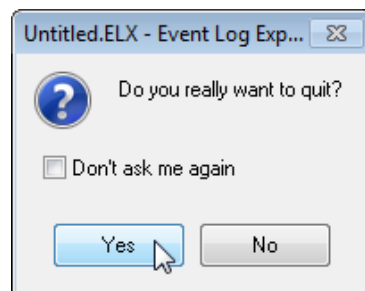 Untitled.ELX - Event Log Exp...
Do you really want to quit?
Don't ask me again
Yes
No